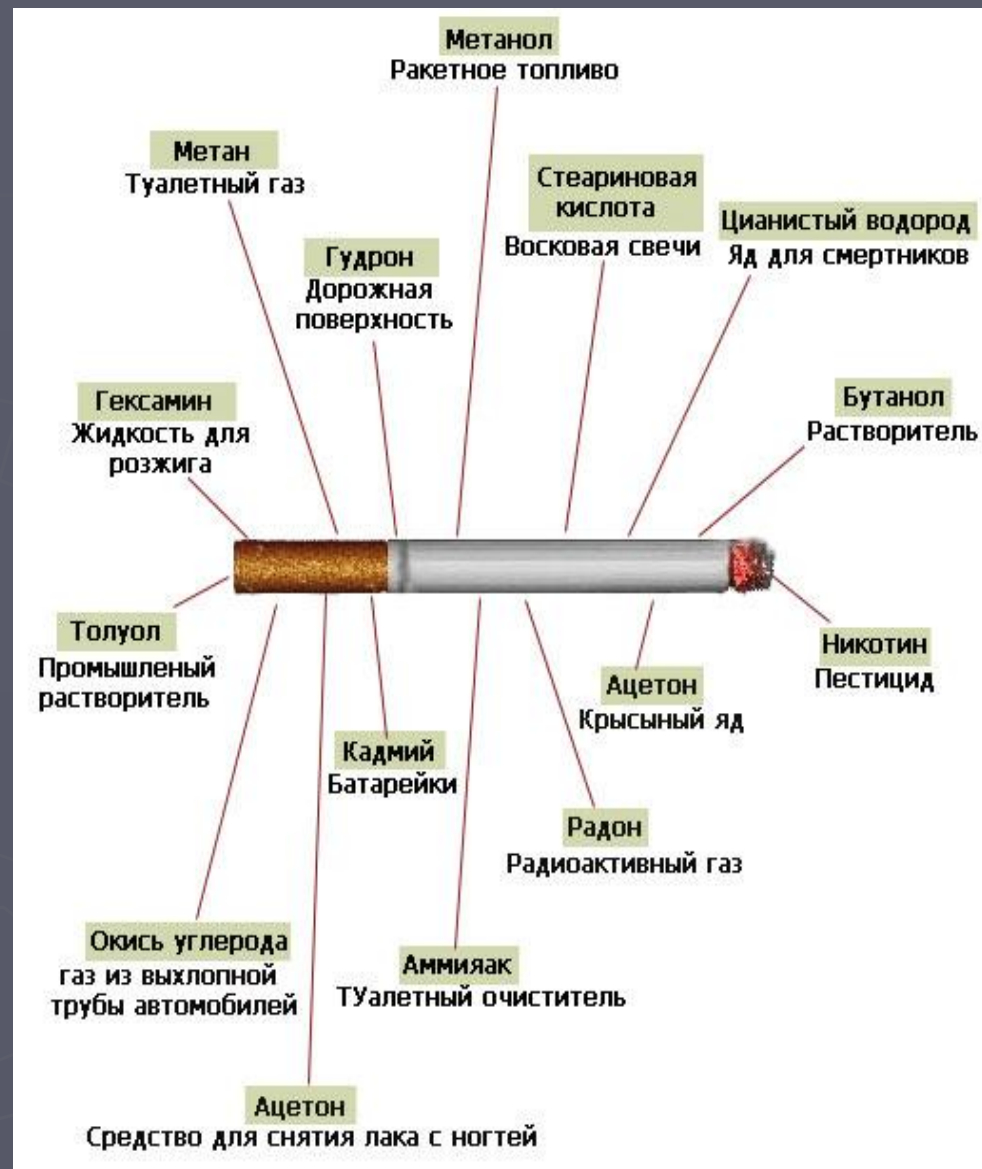 Метанол
Ракетное топливо
Метан
Туалетный газ
Стеариновая
кислота
Восковая свечи
Цианистый водород
Яд для смертников
Гудрон
Дорожная
поверхность
Гексамин
Жидкость для
розжига
Бутанол
Растворитель
Толуол
Промышленый
растворитель
Никотин
Пестицид
Ацетон
Крысыный яд
Кадмий
Батарейки
Радон
Радиоактивный газ
Окись углерода
газ из выхлопной
трубы автомобилей
Аммияак
ТУалетный очиститель
Ацетон
Средство для снятия лака с ногтей